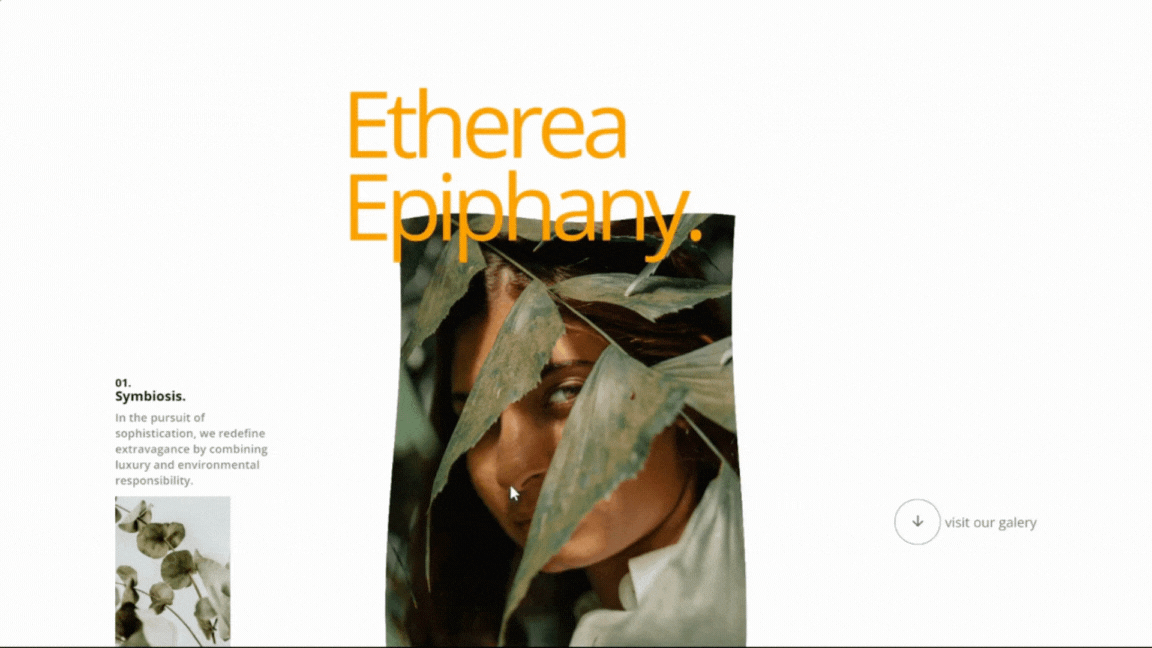 Etherea
Epiphany.
01.
Symbiosis.
In the pursuit of
sophistication, we redefine
extravagance by combining
luxury and environmental
responsibility.
visit our galery